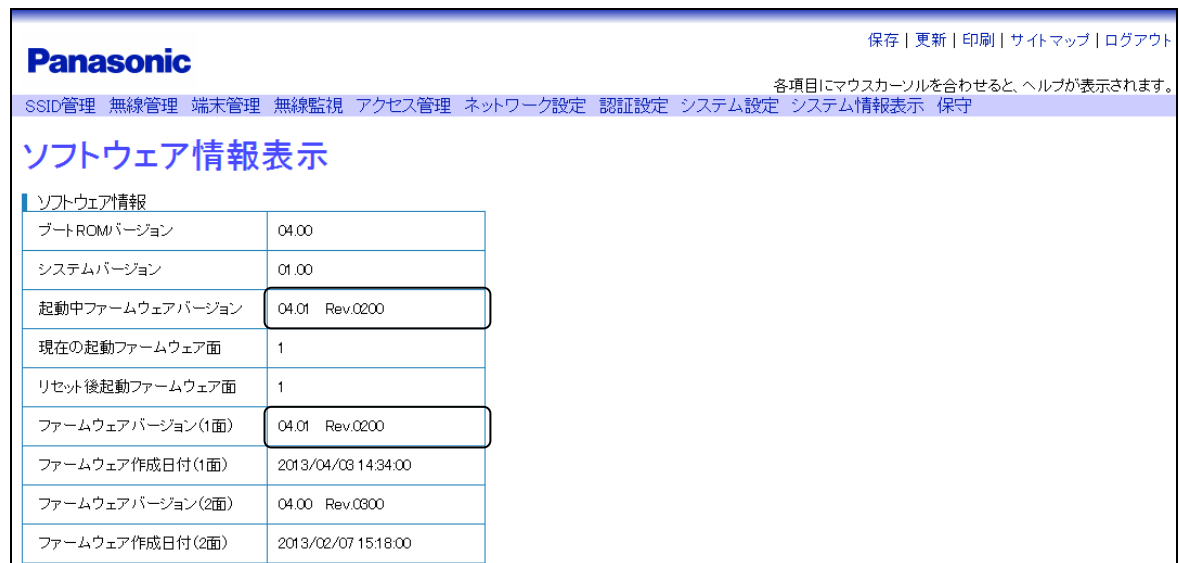 保存 | 更新 | 印刷 | サイトマップ | ログアウト
Panasonic
各項目にマウスカーソルを合わせると、ヘルプが表示されます。
SSID管理 無線管理 端末管理 無線監視 アクセス管理 ネットワーク設定 認証設定 システム設定 システム情報表示 保守
ソフトウェア情報表示
ソフトウェア情報
ブートROMバージョン 04.00
システムバージョン 01.00
起動中ファームウェアバージョン 04.01 Rev.0200
現在の起動ファームウェア面 1
リセット後起動ファームウェア面 1
ファームウェアバージョン(1面) 04.01 Rev.0200
ファームウェア作成日付(1面) 2013/04/03 14:34:00
ファームウェアバージョン(2面) 04.00 Rev.0300
ファームウェア作成日付(2面) 2013/02/07 15:18:00